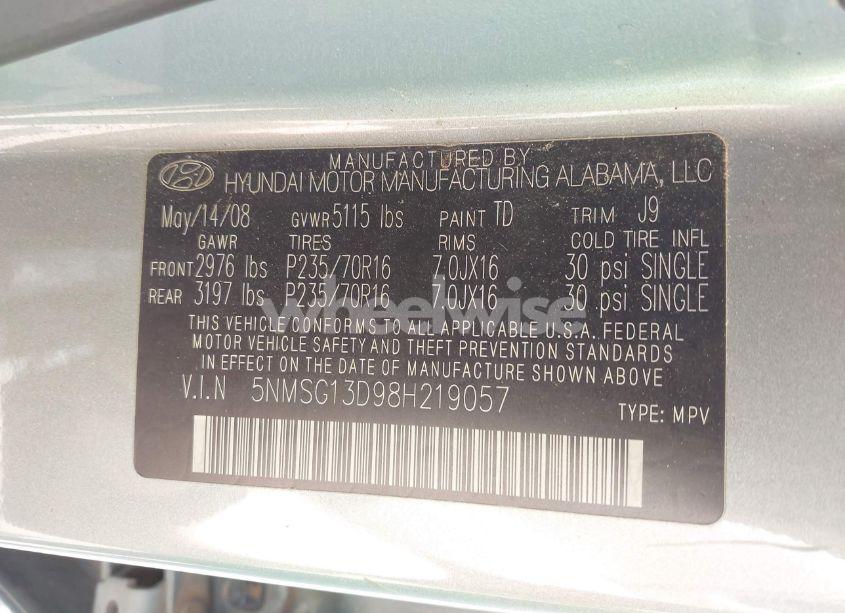 MANUFACTURED BY
HYUNDAI MOTOR MANUFACTURING ALABAMA, LLC
May/14/08 GVWR 5115 lbs PAINT TD TRIM J9
GAWR TIRES RIMS COLD TIRE INFL
FRONT 2976 lbs P235/70R16 7.0JX16 30 psi SINGLE
REAR 3197 lbs P235/70R16 7.0JX16 30 psi SINGLE
wheelwise
THIS VEHICLE CONFORMS TO ALL APPLICABLE U.S.A. FEDERAL
MOTOR VEHICLE SAFETY AND THEFT PREVENTION STANDARDS
IN EFFECT ON THE DATE OF MANUFACTURE SHOWN ABOVE
V.I.N 5NMSG13D98H219057
TYPE: MPV